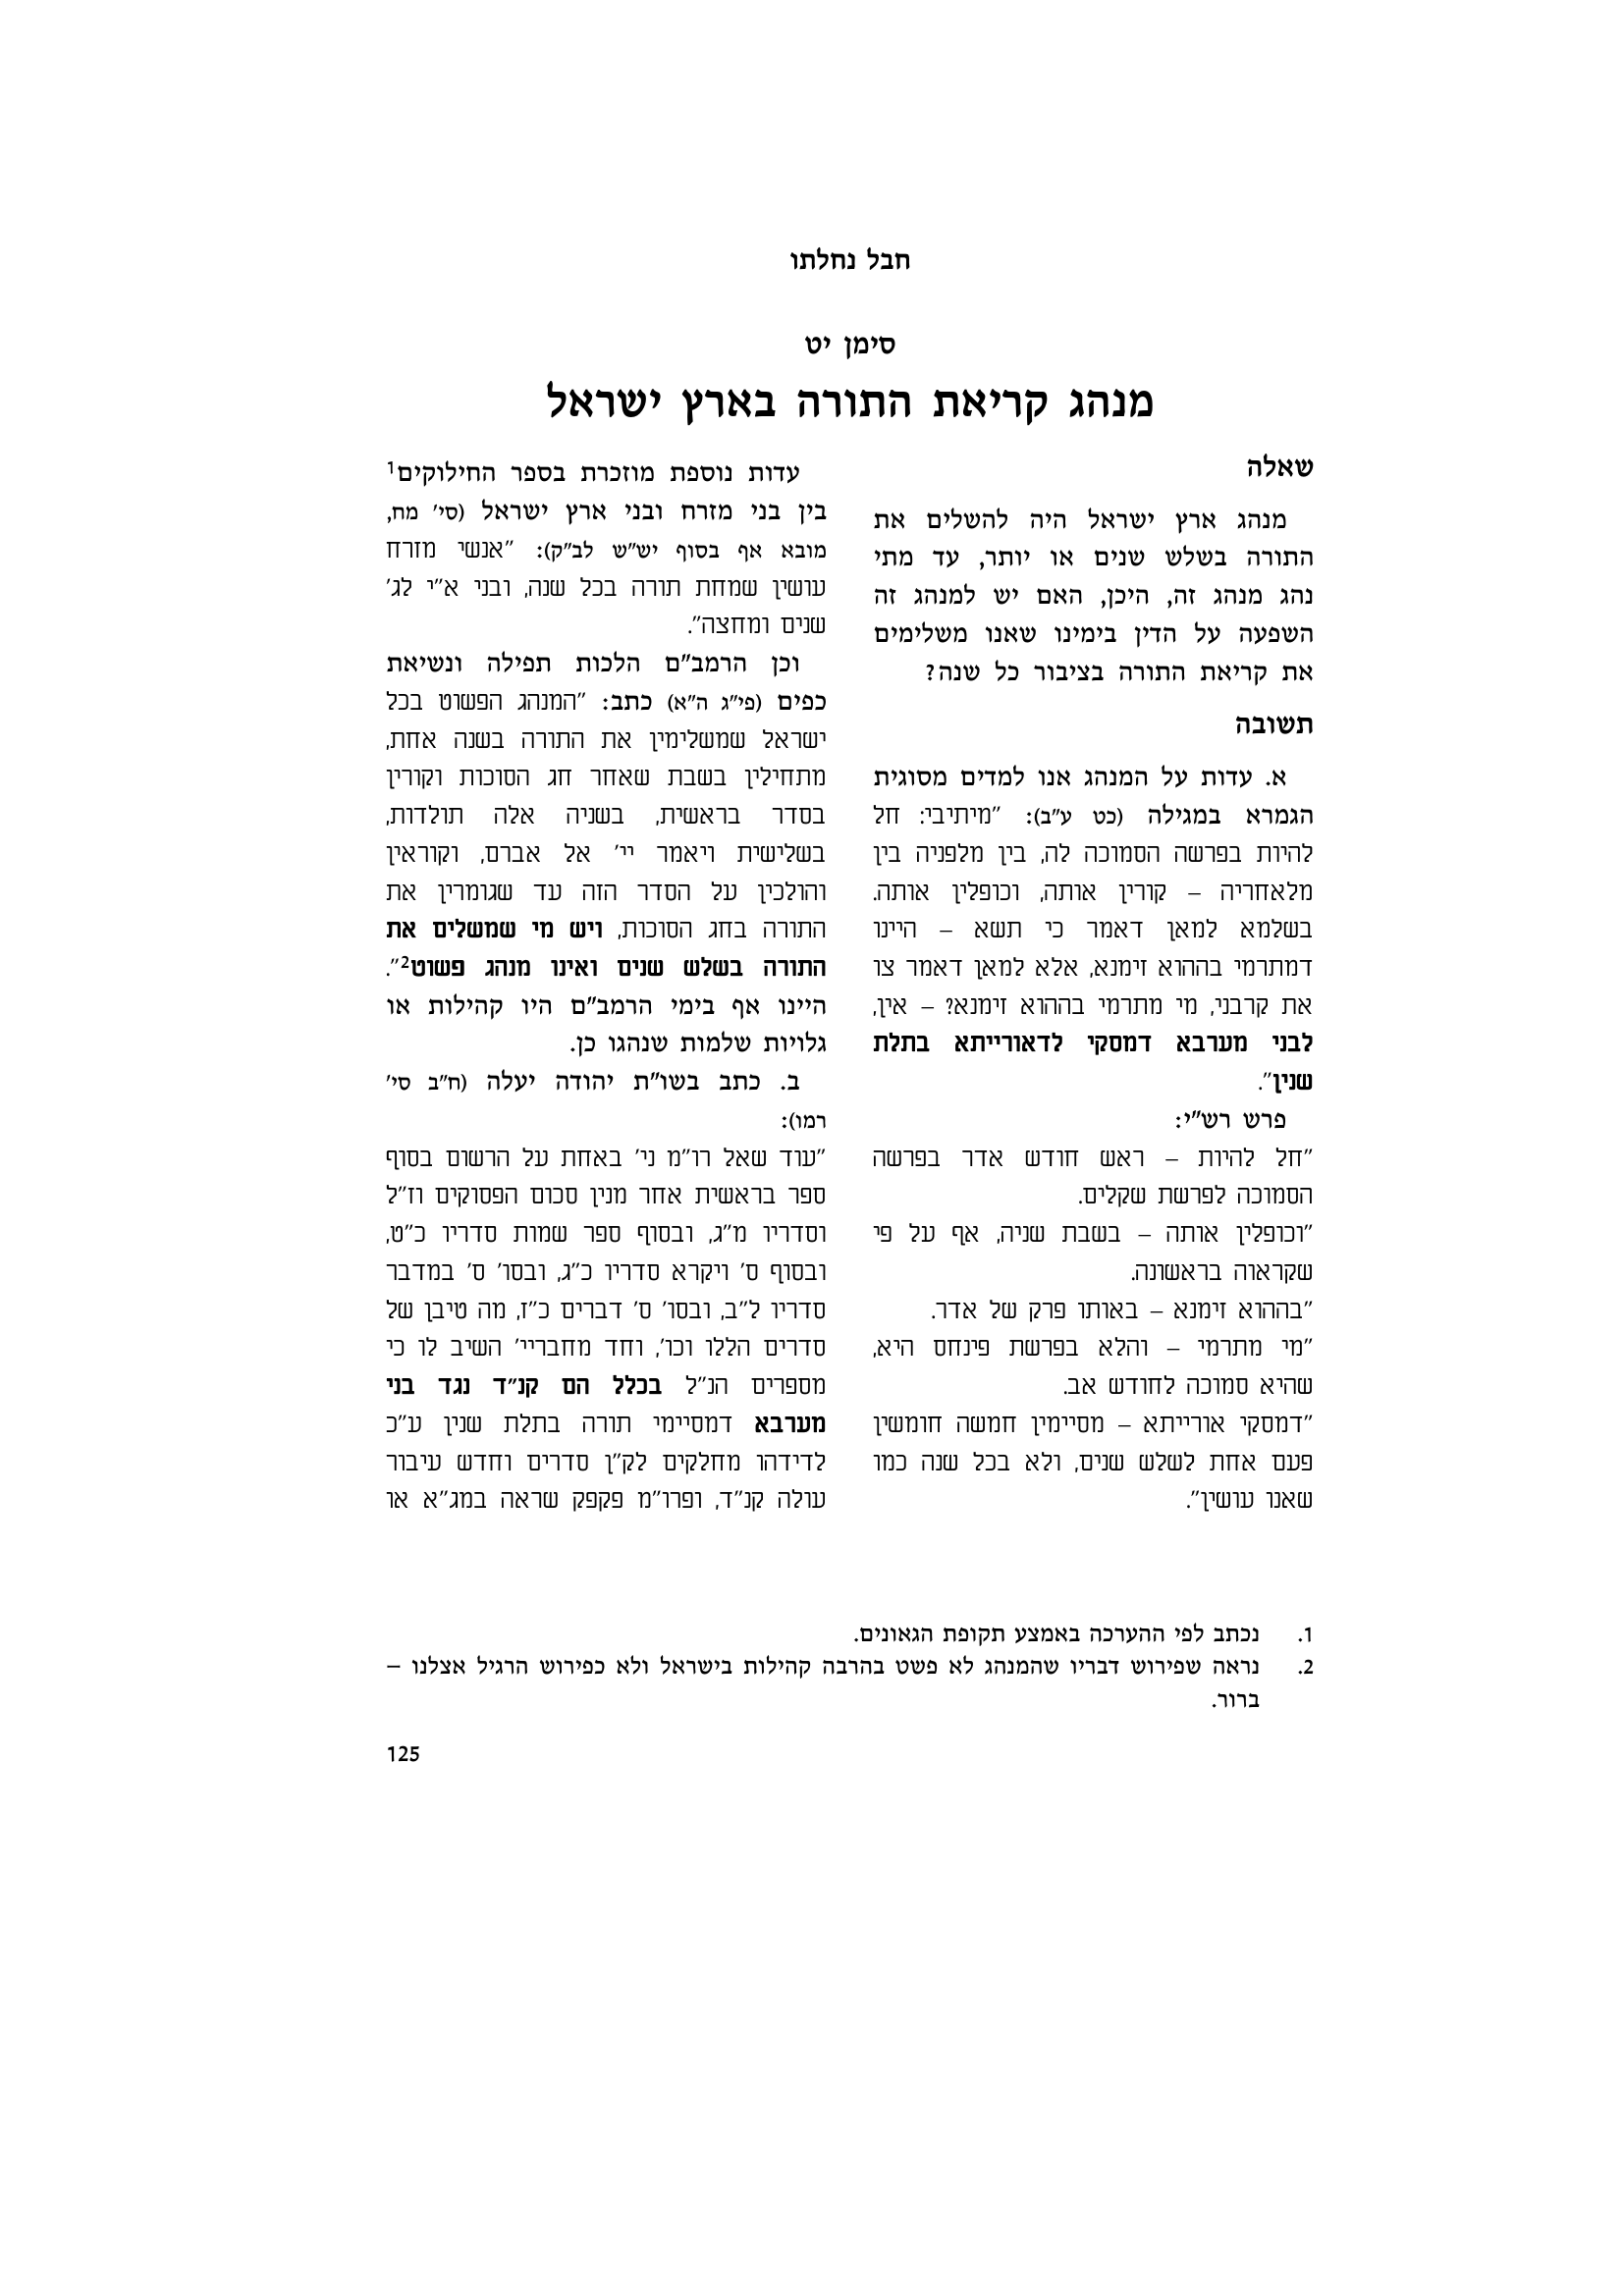 חבל נחלתו
סימן יט
מנהג קריאת התורה בארץ ישראל
שאלה
מנהג ארץ ישראל היה להשלים את
התורה בשלש שנים או יותר, עד מתי
נהג מנהג זה, היכן, האם יש למנהג זה
השפעה על הדין בימינו שאנו משלימים
את קריאת התורה בציבור כל שנה?
תשובה
א. עדות על המנהג אנו למדים מסוגית
הגמרא במגילה (כט ע"ב): "מיתיבי: חל
להיות בפרשה הסמוכה לה, בין מלפניה בין
מלאחריה – קורין אותה, וכופלין אותה.
בשלמא למאן דאמר כי תשא – היינו
דמתרמי בההוא זימנא, אלא למאן דאמר צו
את קרבני, מי מתרמי בההוא זימנא? – אין,
לבני מערבא דמסקי לדאורייתא בתלת
שנין".
פרש רש"י:
"חל להיות – ראש חודש אדר בפרשה
הסמוכה לפרשת שקלים.
"וכופלין אותה – בשבת שניה, אף על פי
שקראוה בראשונה.
"בההוא זימנא – באותו פרק של אדר.
"מי מתרמי – והלא בפרשת פינחס היא,
שהיא סמוכה לחודש אב.
"דמסקי אורייתא – מסיימין חמשה חומשין
פעם אחת לשלש שנים, ולא בכל שנה כמו
שאנו עושין".
עדות נוספת מוזכרת בספר החילוקים1
בין בני מזרח ובני ארץ ישראל (סי' מח,
מובא אף בסוף יש"ש לב"ק): "אנשי מזרח
עושין שמחת תורה בכל שנה, ובני א"י לג'
שנים ומחצה".
וכן הרמב"ם הלכות תפילה ונשיאת
כפים (פי"ג ה"א) כתב: "המנהג הפשוט בכל
ישראל שמשלימין את התורה בשנה אחת,
מתחילין בשבת שאחר חג הסוכות וקורין
בסדר בראשית, בשניה אלה תולדות,
בשלישית ויאמר יי' אל אברם, וקוראין
והולכין על הסדר הזה עד שגומרין את
התורה בחג הסוכות, ויש מי שמשלים את
התורה בשלש שנים ואינו מנהג פשוט2".
היינו אף בימי הרמב"ם היו קהילות או
גלויות שלמות שנהגו כן.
ב. כתב בשו"ת יהודה יעלה (ח"ב סי'
רמו):
"עוד שאל רו"מ ני' באחת על הרשום בסוף
ספר בראשית אחר מנין סכום הפסוקים וז"ל
וסדריו מ"ג, ובסוף ספר שמות סדריו כ"ט,
ובסוף ס' ויקרא סדריו כ"ג, ובסו' ס' במדבר
סדריו ל"ב, ובסו' ס' דברים כ"ז, מה טיבן של
סדרים הללו וכו', וחד מחבריי' השיב לו כי
מספרים הנ"ל בכלל הם קנ"ד נגד בני
מערבא דמסיימי תורה בתלת שנין ע"כ
לדידהו מחלקים לק"ן סדרים וחדש עיבור
עולה קנ"ד, ופרו"מ פקפק שראה במג"א או
1. נכתב לפי ההערכה באמצע תקופת הגאונים.
2. נראה שפירוש דבריו שהמנהג לא פשט בהרבה קהילות בישראל ולא כפירוש הרגיל אצלנו –
ברור.
125